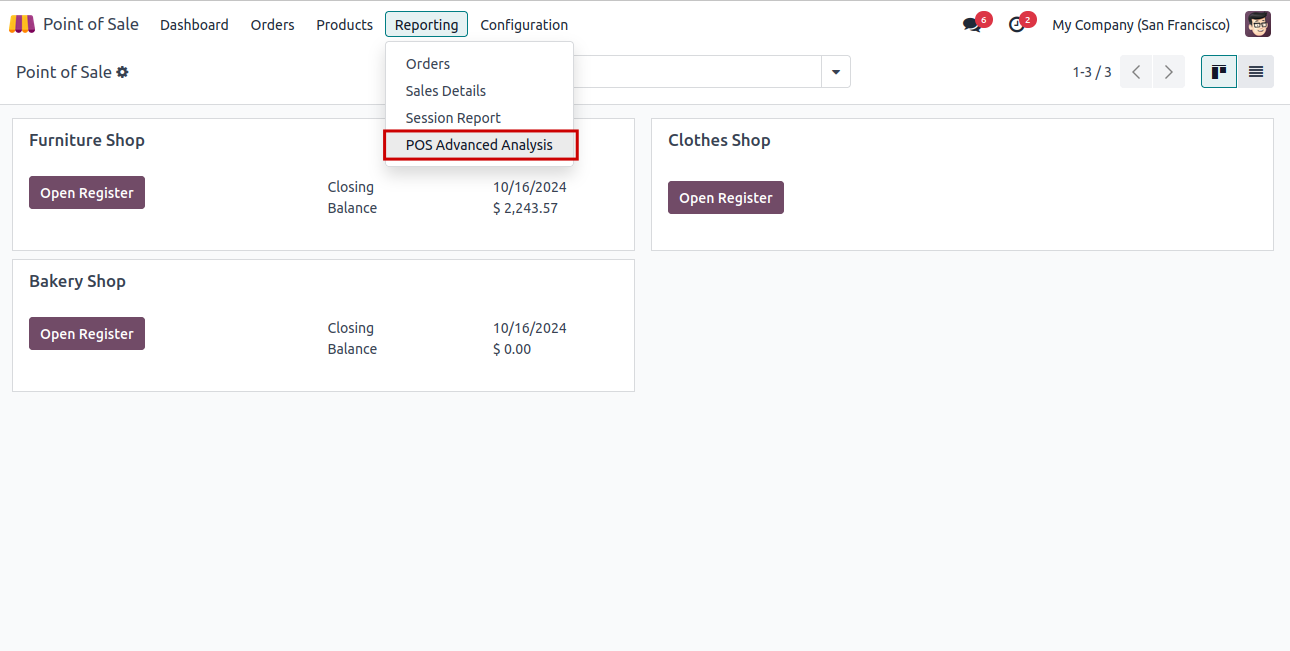 Point of Sale Dashboard Orders Products Reporting Configuration 6 2 My Company (San Francisco)
Point of Sale 1-3 / 3
Orders
Sales Details
Session Report
POS Advanced Analysis
Furniture Shop
Open Register Closing 10/16/2024
Balance $ 2,243.57
Clothes Shop
Open Register
Bakery Shop
Open Register Closing 10/16/2024
Balance $ 0.00